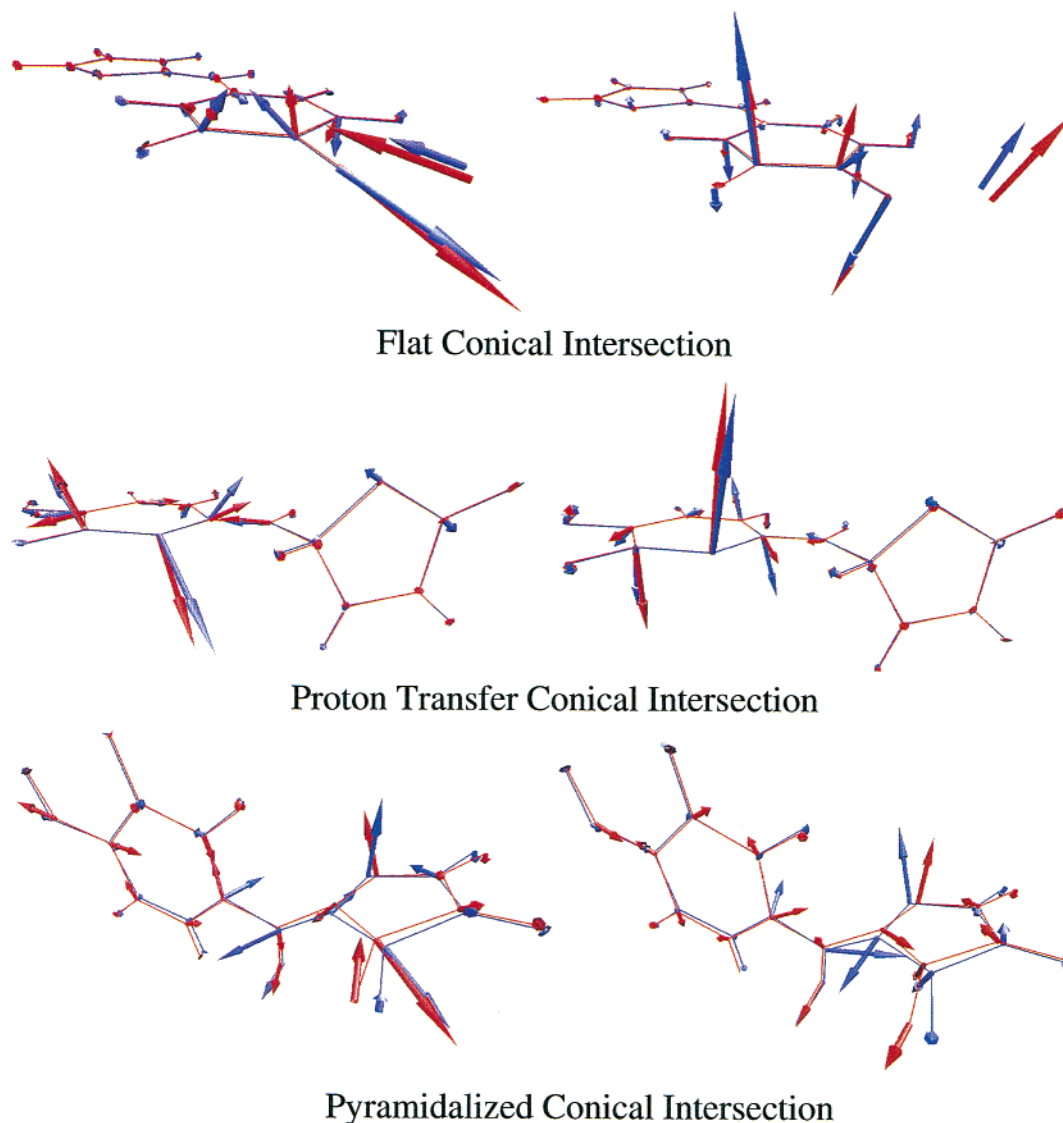 Flat Conical Intersection
Proton Transfer Conical Intersection
Pyramidalized Conical Intersection